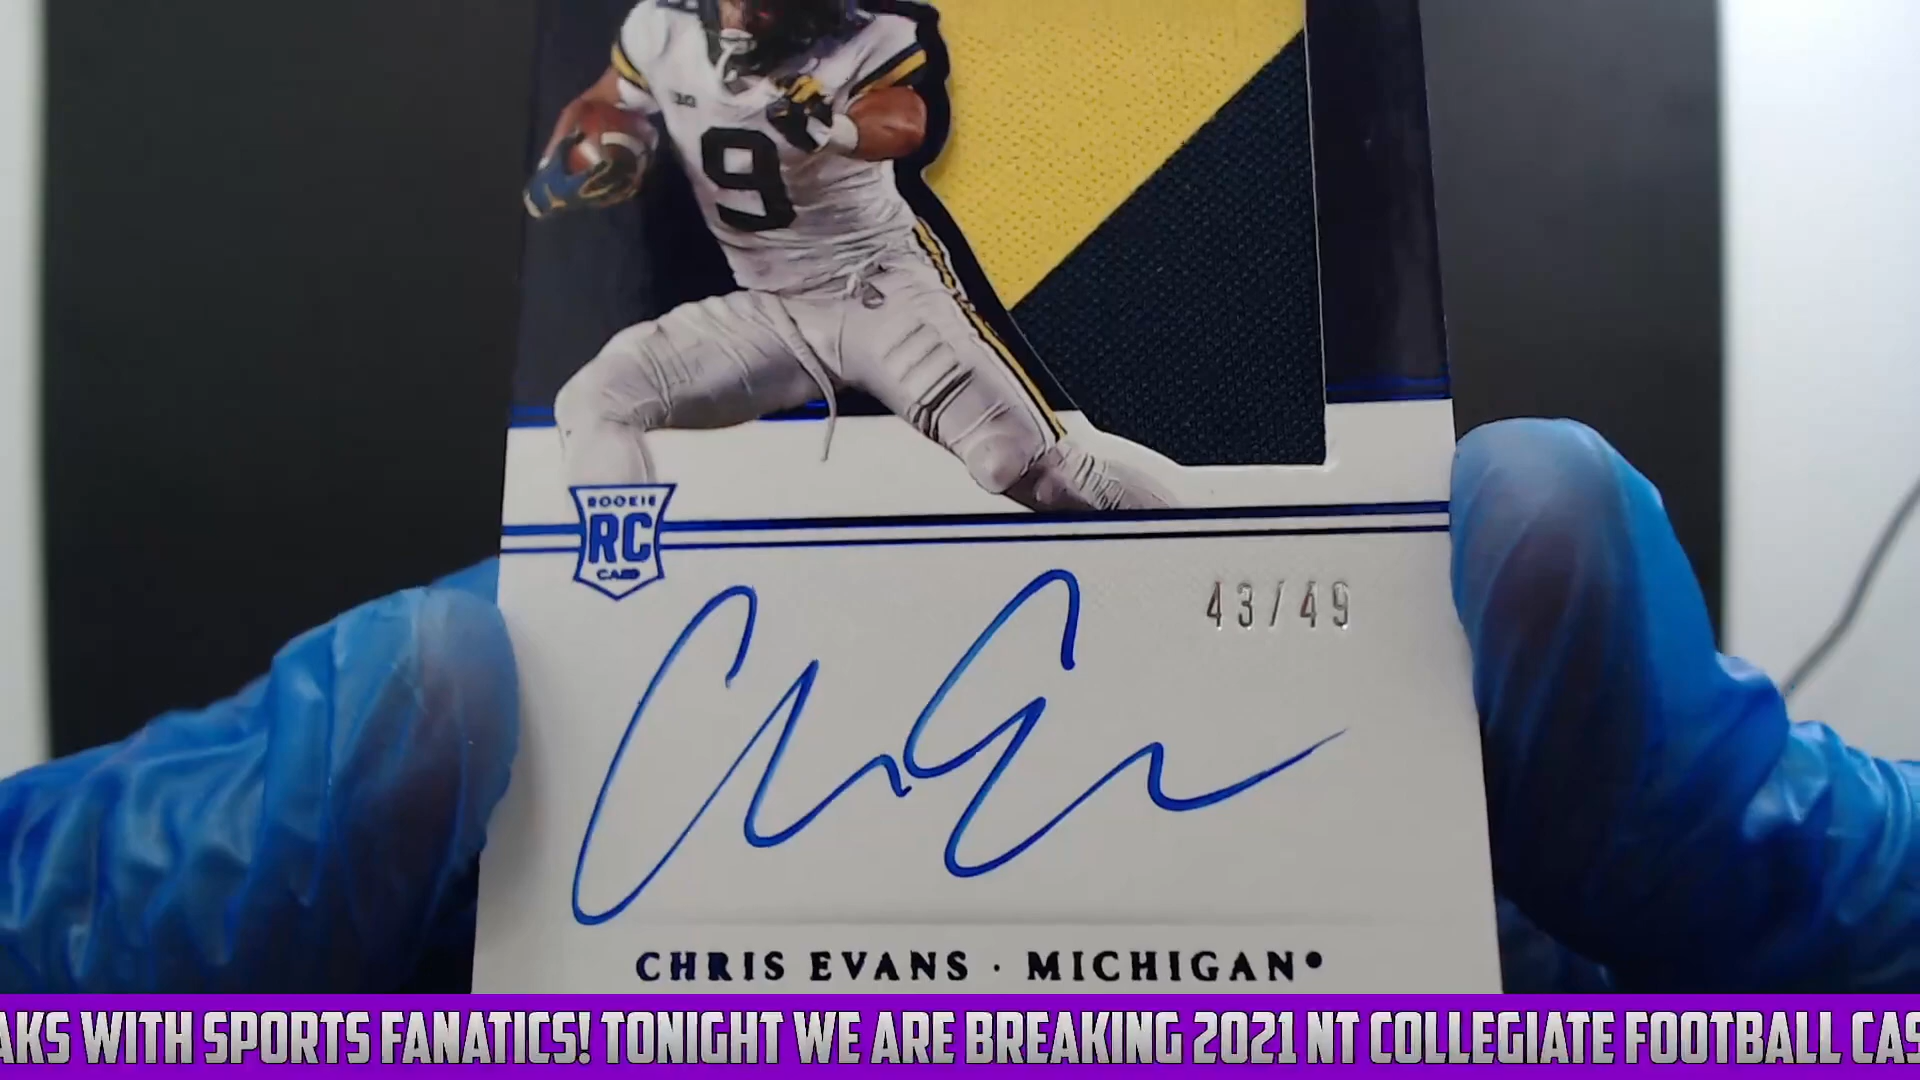 9
ROOKIE
RC
CARD
43/49
CHRIS EVANS · MICHIGAN
AKS WITH SPORTS FANATICS! TONIGHT WE ARE BREAKING 2021 NT COLLEGIATE FOOTBALL CAS